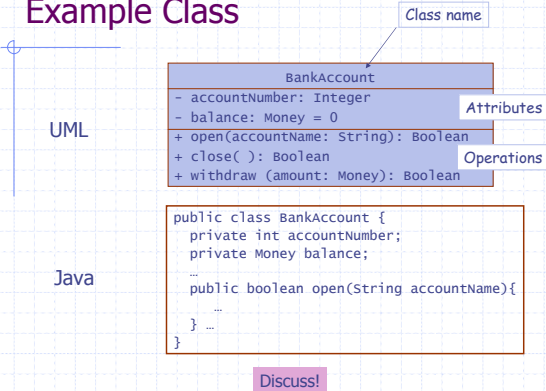 Example Class
Class name
UML
BankAccount
- accountNumber: Integer
- balance: Money = 0
Attributes
+ open(accountName: String): Boolean
+ close( ): Boolean
Operations
+ withdraw (amount: Money): Boolean
Java
public class BankAccount {
private int accountNumber;
private Money balance;
…
public boolean open(String accountName){
…
} …
}
Discuss!